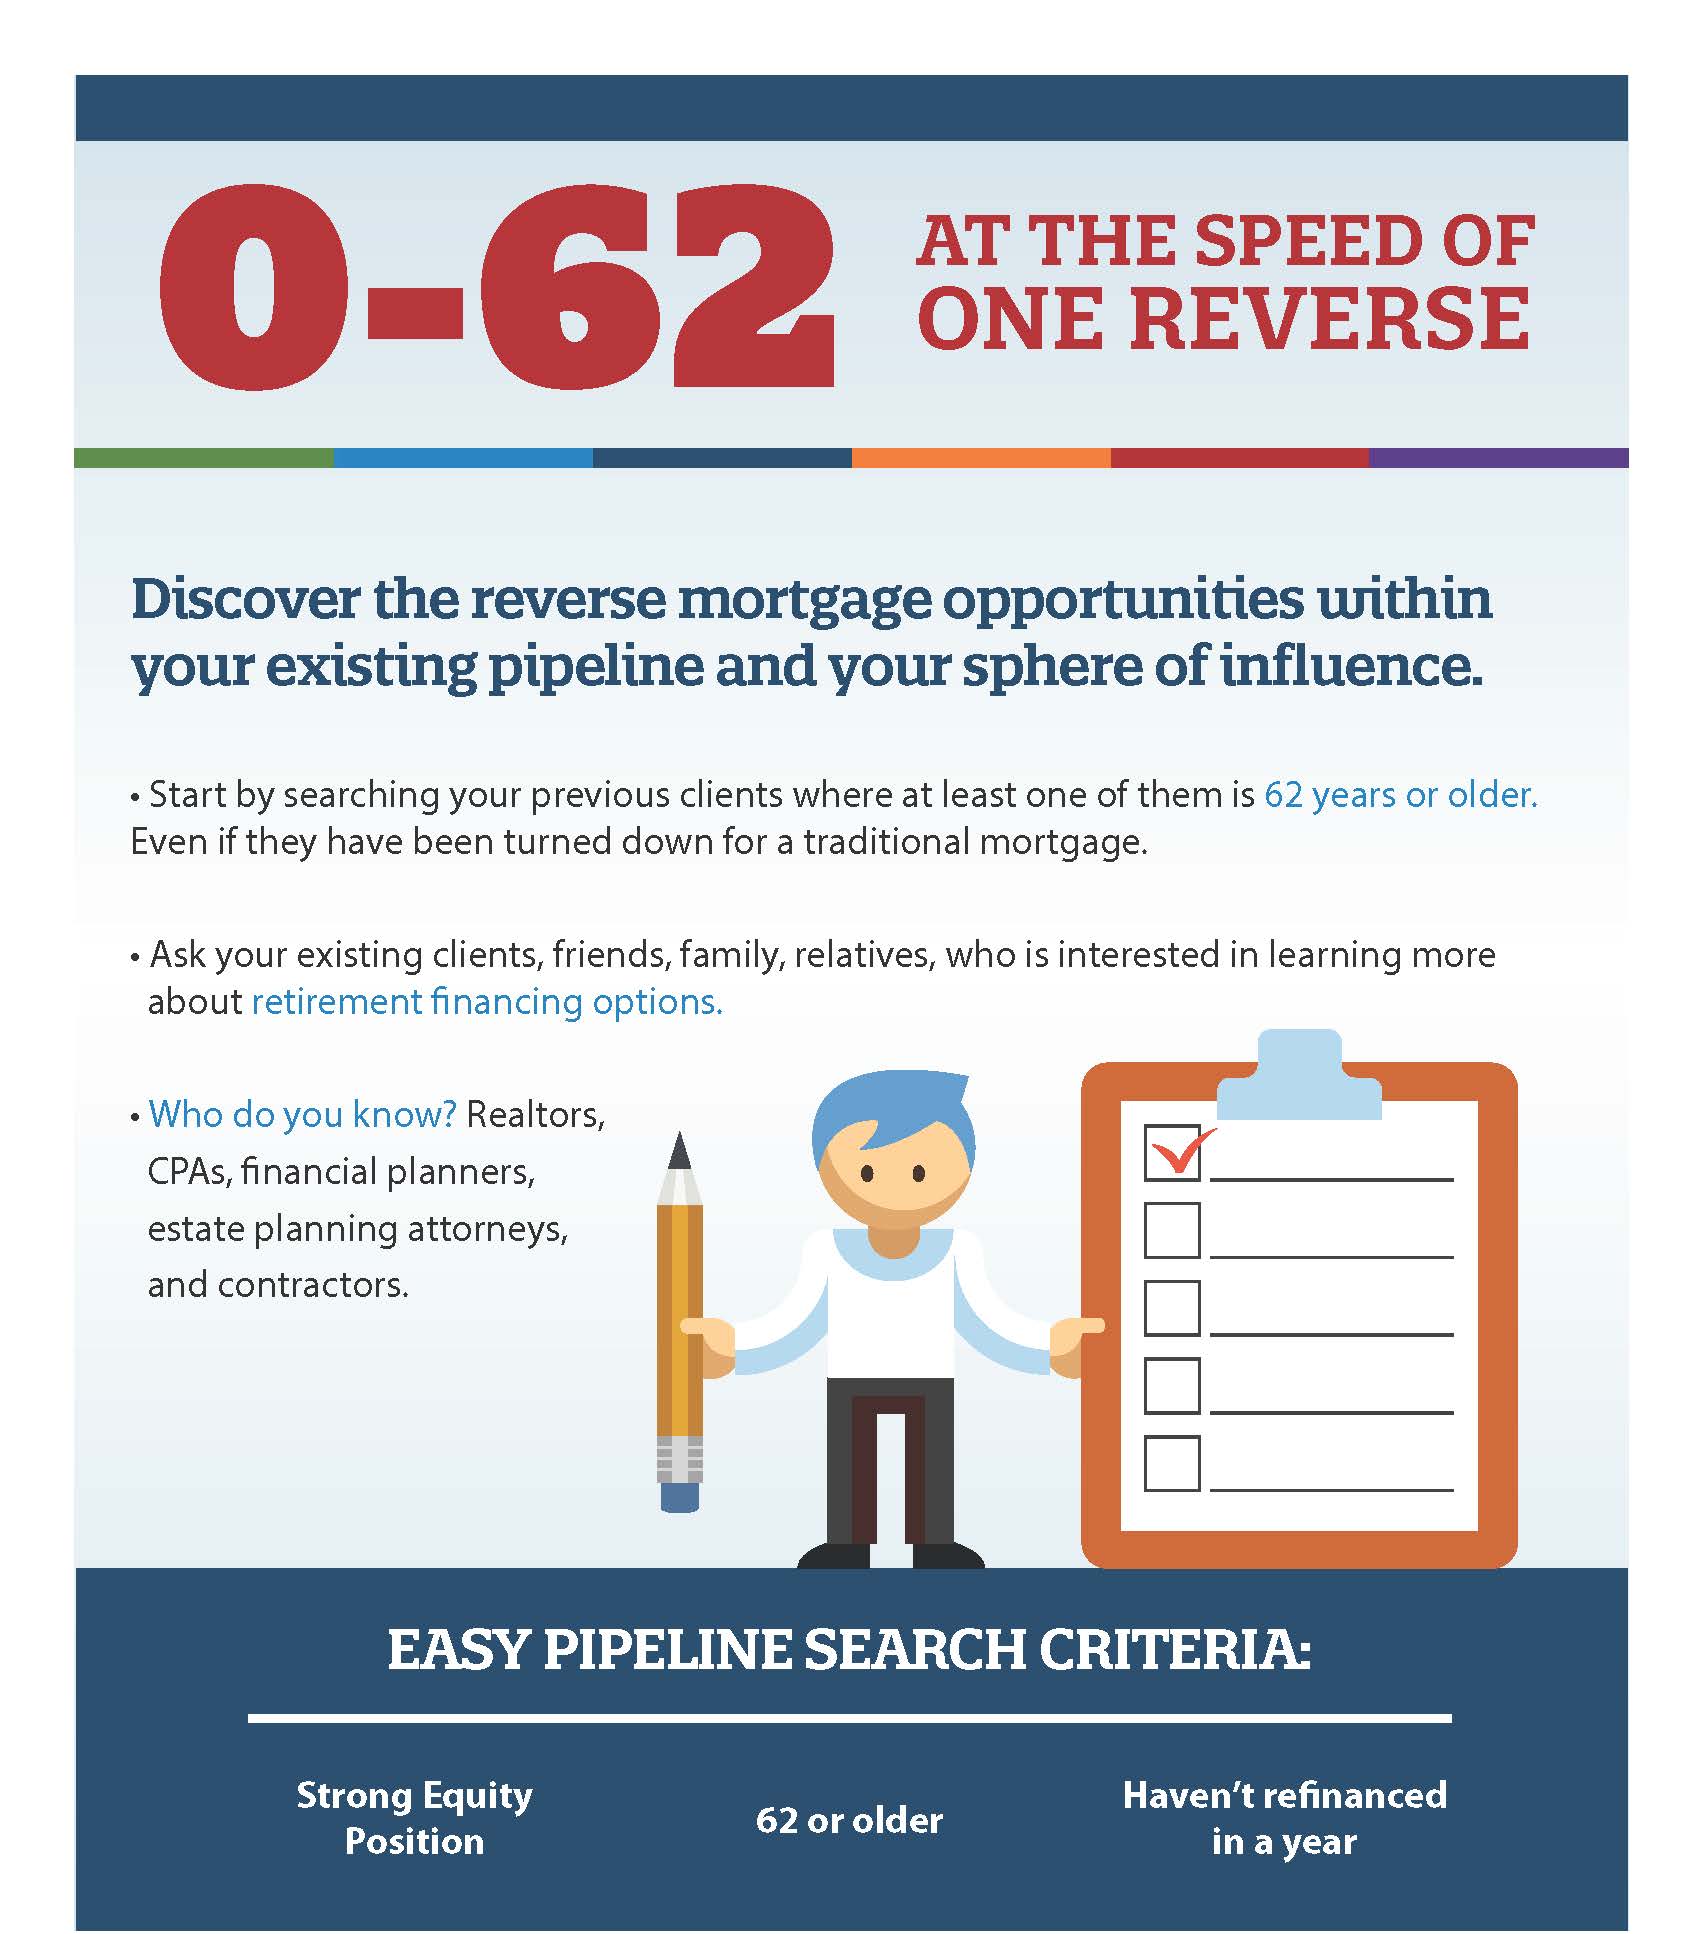 0-62
AT THE SPEED OF
ONE REVERSE
Discover the reverse mortgage opportunities within
your existing pipeline and your sphere of influence.
• Start by searching your previous clients where at least one of them is 62 years or older.
Even if they have been turned down for a traditional mortgage.
• Ask your existing clients, friends, family, relatives, who is interested in learning more
about retirement financing options.
• Who do you know? Realtors,
CPAs, financial planners,
estate planning attorneys,
and contractors.
EASY PIPELINE SEARCH CRITERIA:
Strong Equity
Position
62 or older
Haven’t refinanced
in a year